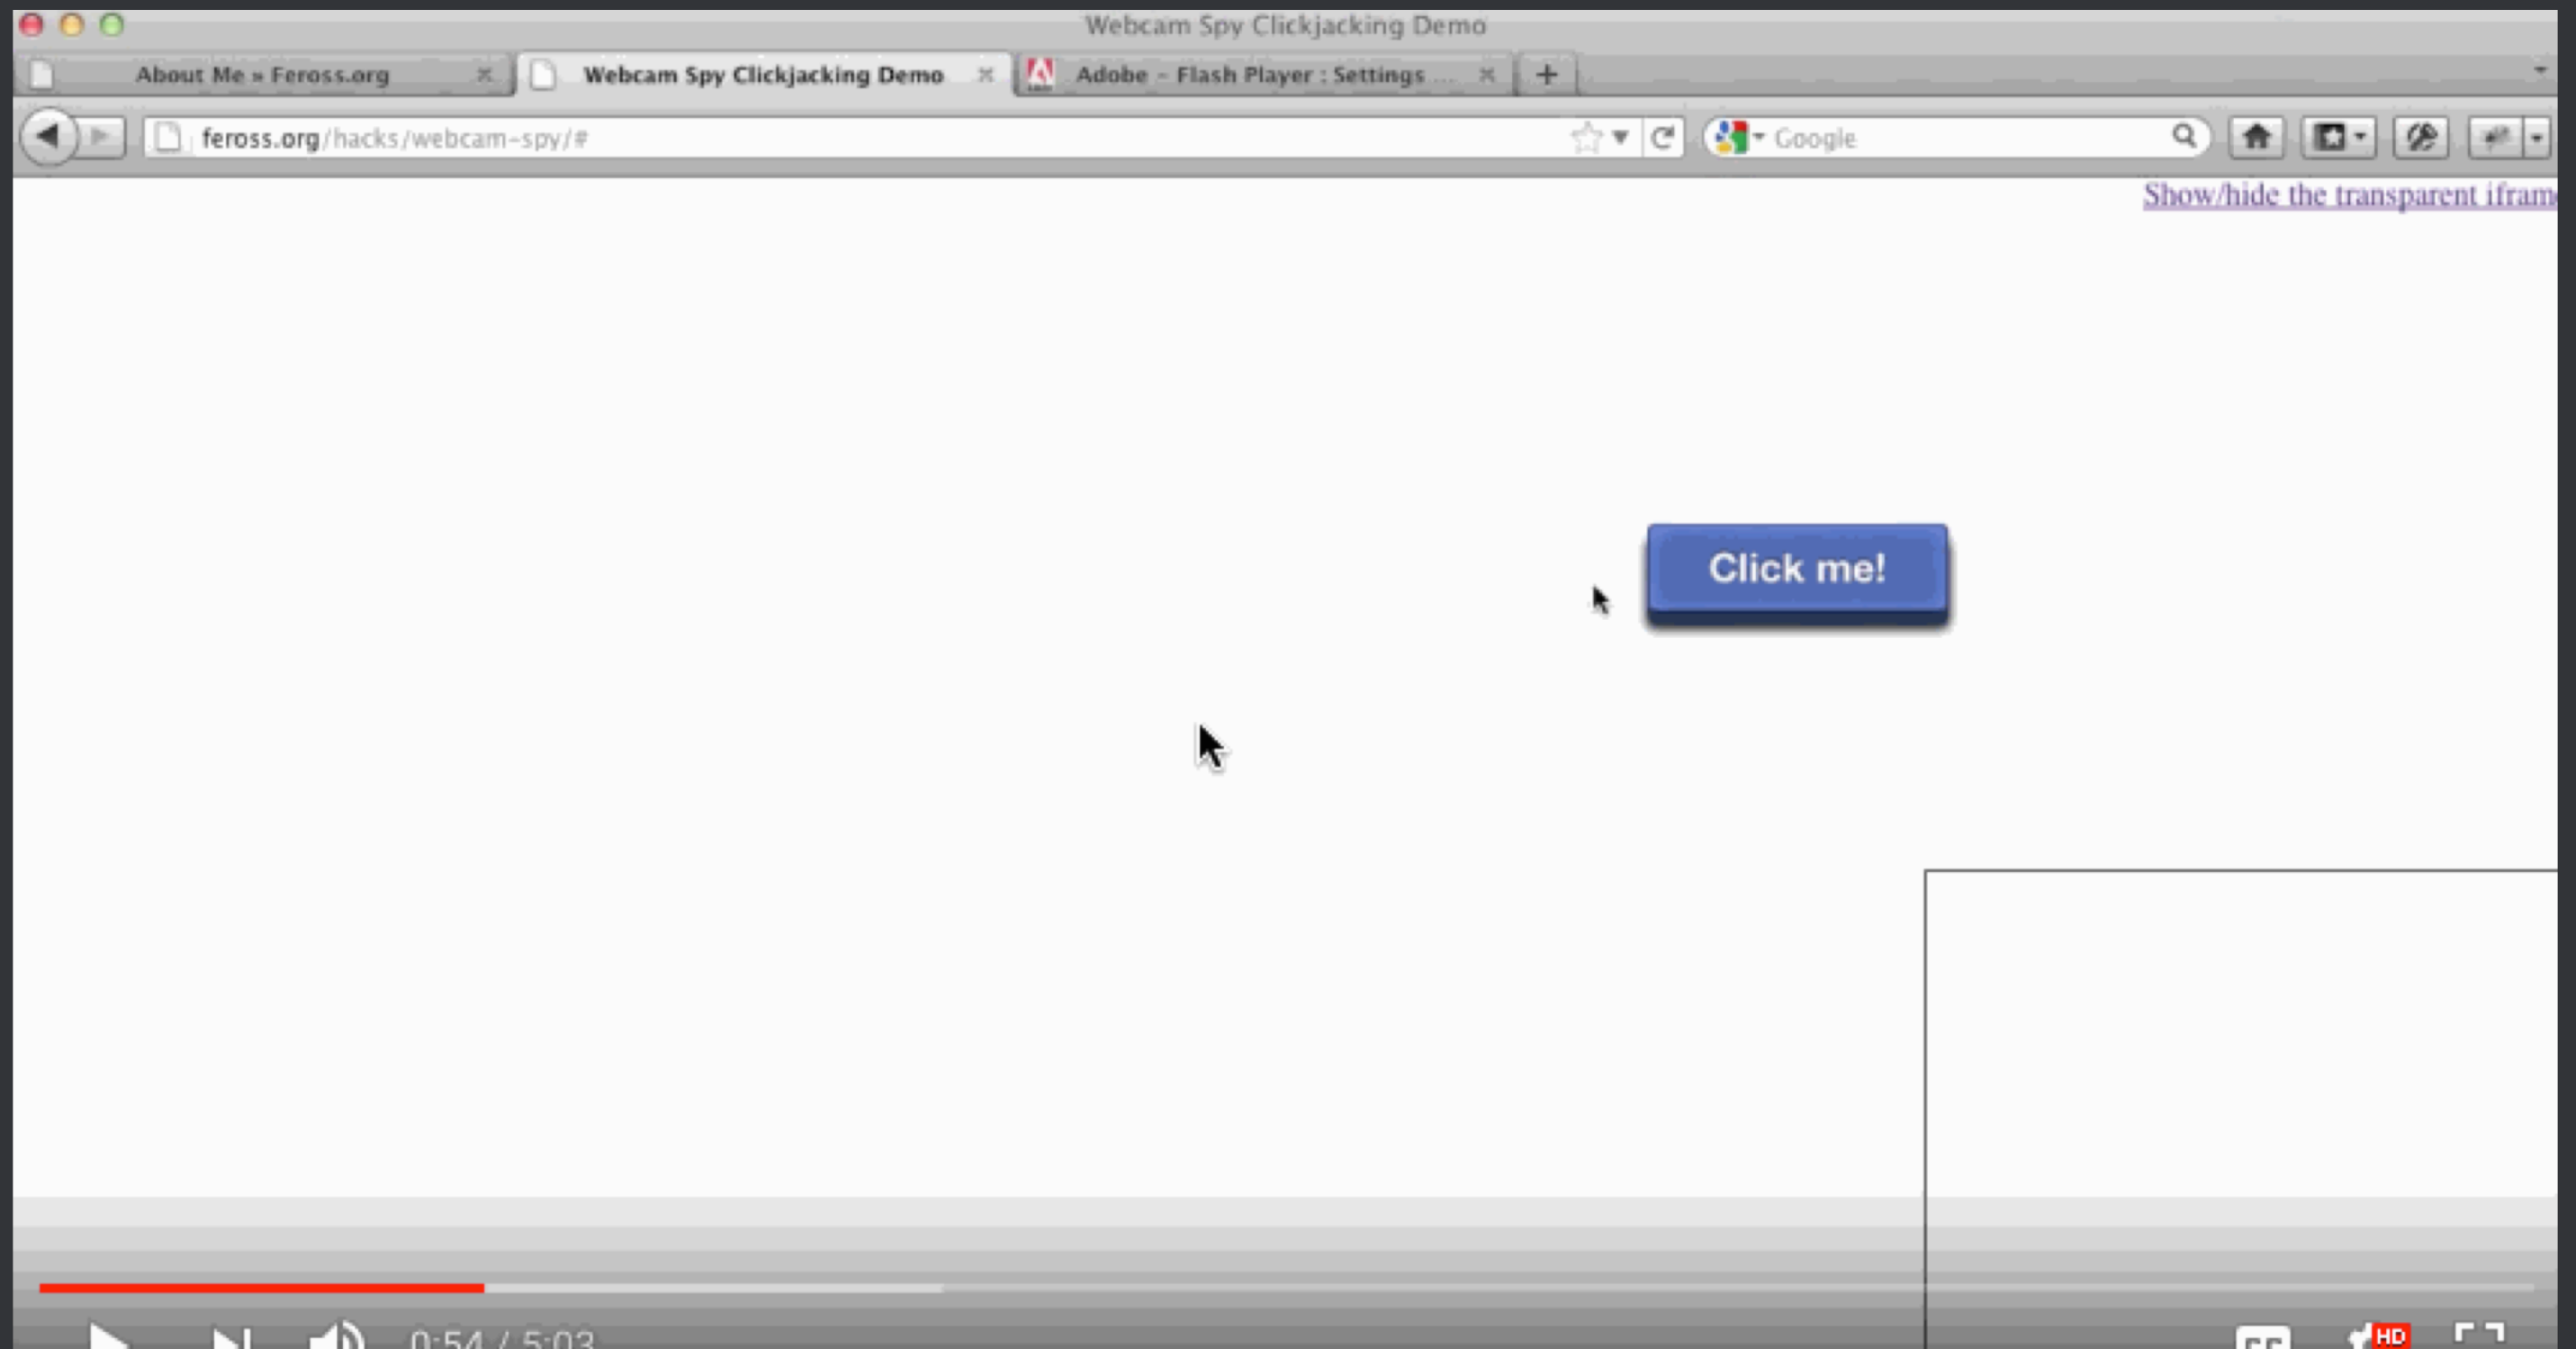 Webcam Spy Clickjacking Demo
About Me » Feross.org
Webcam Spy Clickjacking Demo
Adobe – Flash Player : Settings ...
feross.org/hacks/webcam-spy/#
Google
Show/hide the transparent ifram
Click me!
0:54 / 5:03
CC
HD